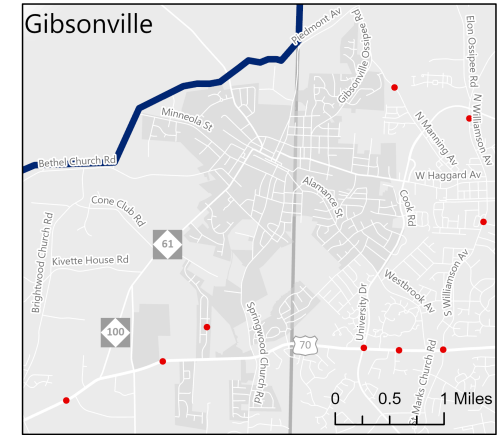 Gibsonville
Piedmont Av
Gibsonville Ossipee Rd
Elon Ossipee Rd
N Williamson Av
N Manning Av
Minneola St
Bethel Church Rd
W Haggard Av
Alamance St
Cook Rd
Cone Club Rd
Brightwood Church Rd
61
Kivette House Rd
Westbrook Av
S Williamson Av
University Dr
Springwood Church Rd
100
70
St Marks Church Rd
0 0.5 1 Miles